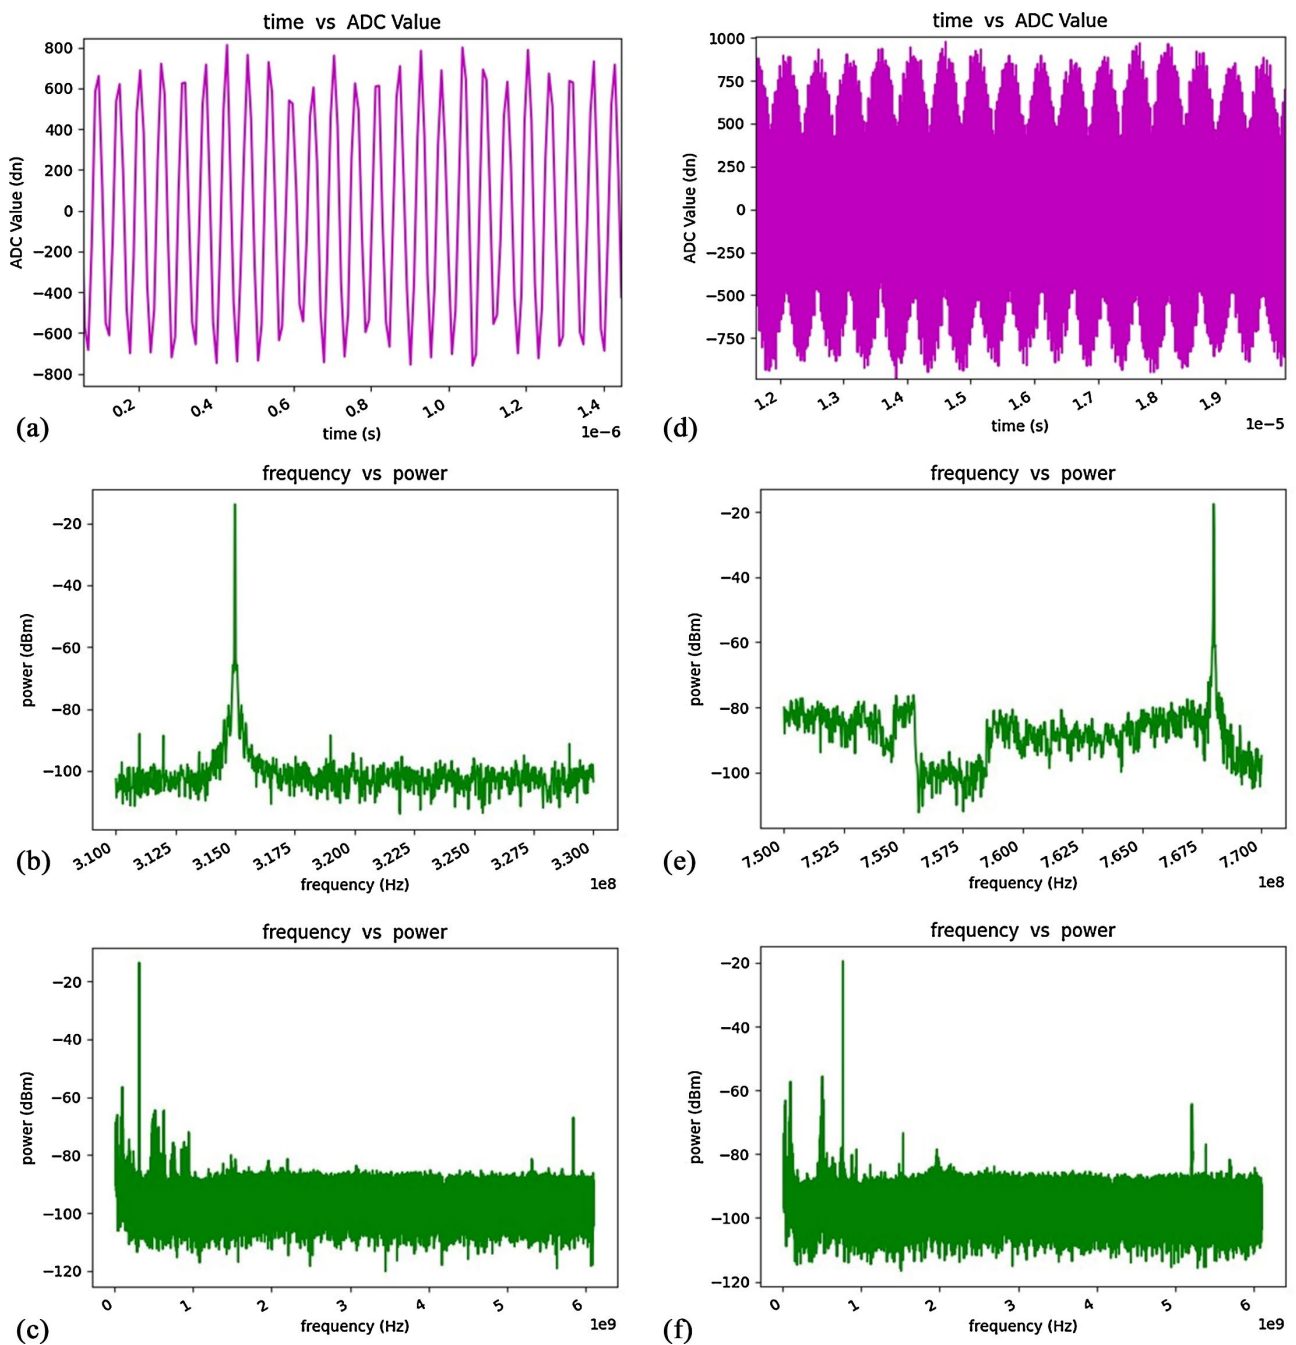 time vs ADC Value
800
600
400
200
0
−200
−400
−600
−800
ADC Value (dn)
0.2
0.4
0.6
0.8
1.0
1.2
1.4
1e−6
time (s)
(a)
time vs ADC Value
1000
750
500
250
0
−250
−500
−750
ADC Value (dn)
1.2
1.3
1.4
1.5
1.6
1.7
1.8
1.9
1e−5
time (s)
(d)
frequency vs power
−20
−40
−60
−80
−100
power (dBm)
3.100
3.125
3.150
3.175
3.200
3.225
3.250
3.275
3.300
1e8
frequency (Hz)
(b)
frequency vs power
−20
−40
−60
−80
−100
power (dBm)
7.500
7.525
7.550
7.575
7.600
7.625
7.650
7.675
7.700
1e8
frequency (Hz)
(e)
frequency vs power
−20
−40
−60
−80
−100
−120
power (dBm)
0
1
2
3
4
5
6
1e9
frequency (Hz)
(c)
frequency vs power
−20
−40
−60
−80
−100
−120
power (dBm)
0
1
2
3
4
5
6
1e9
frequency (Hz)
(f)